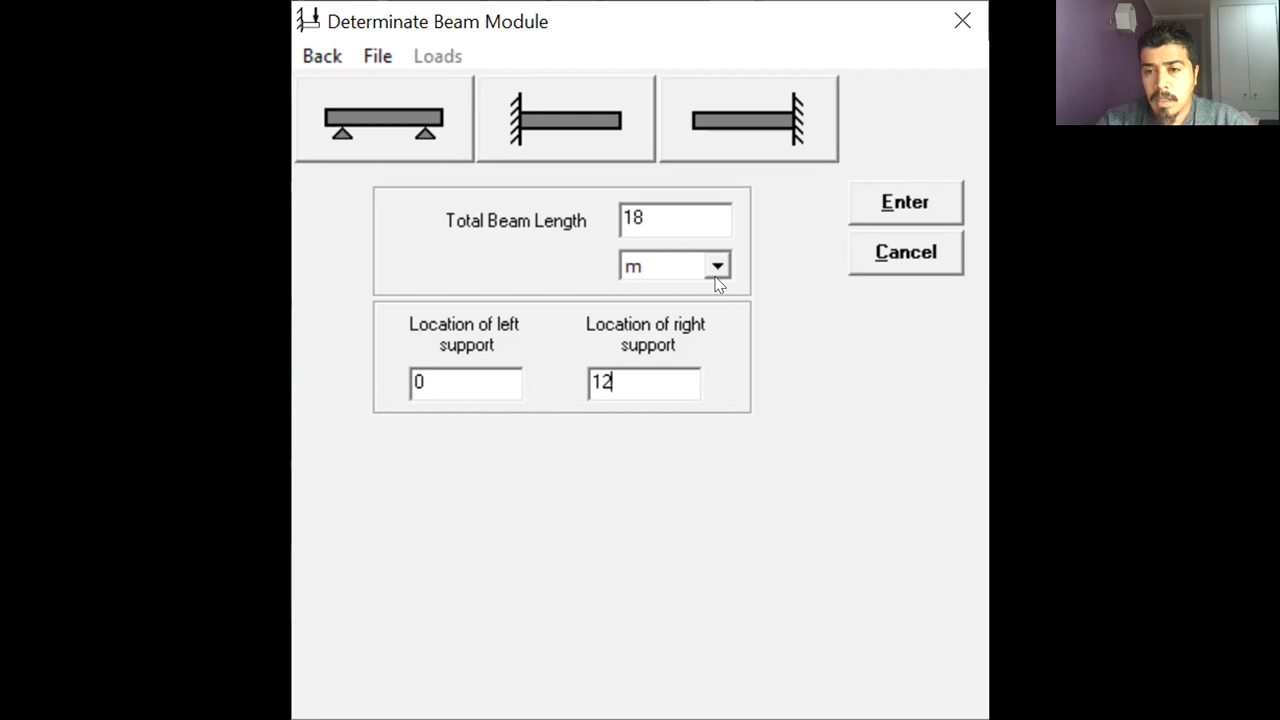 Determinate Beam Module
Back File Loads
Total Beam Length 18
Enter
m
Cancel
Location of left support
Location of right support
0 12